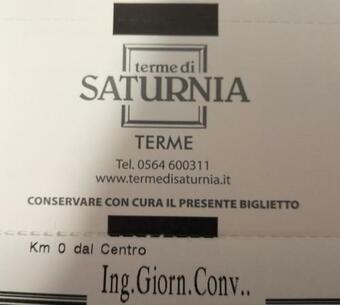 terme di
SATURNIA
TERME
Tel. 0564 600311
www.termedisaturnia.it
CONSERVARE CON CURA IL PRESENTE BIGLIETTO
Km 0 dal Centro
Ing.Giorn.Conv..